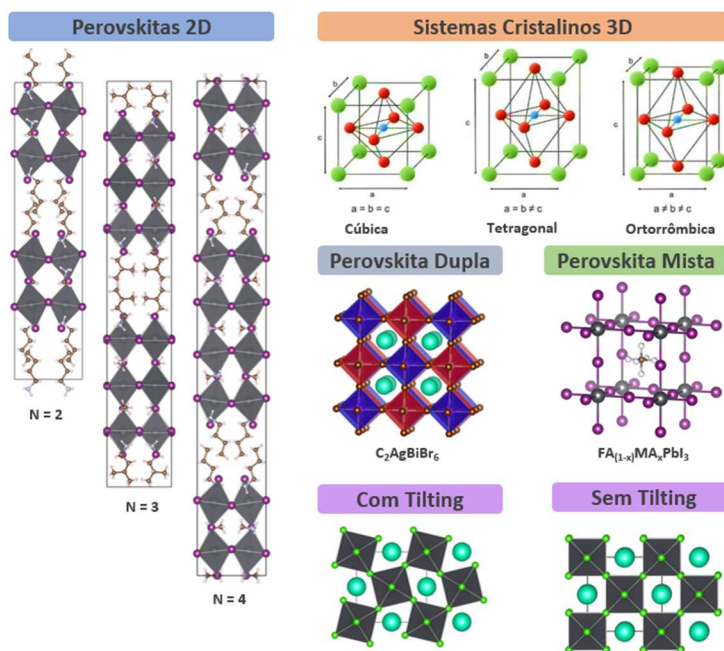 Perovskitas 2D
N = 2
N = 3
N = 4
Sistemas Cristalinos 3D
b
c
a
a = b = c
Cúbica
b
c
a
a = b ≠ c
Tetragonal
b
c
a
a ≠ b ≠ c
Ortorrômbica
Perovskita Dupla
C₂AgBiBr₆
Perovskita Mista
FA₍₁₋ₓ₎MAₓPbI₃
Com Tilting
Sem Tilting